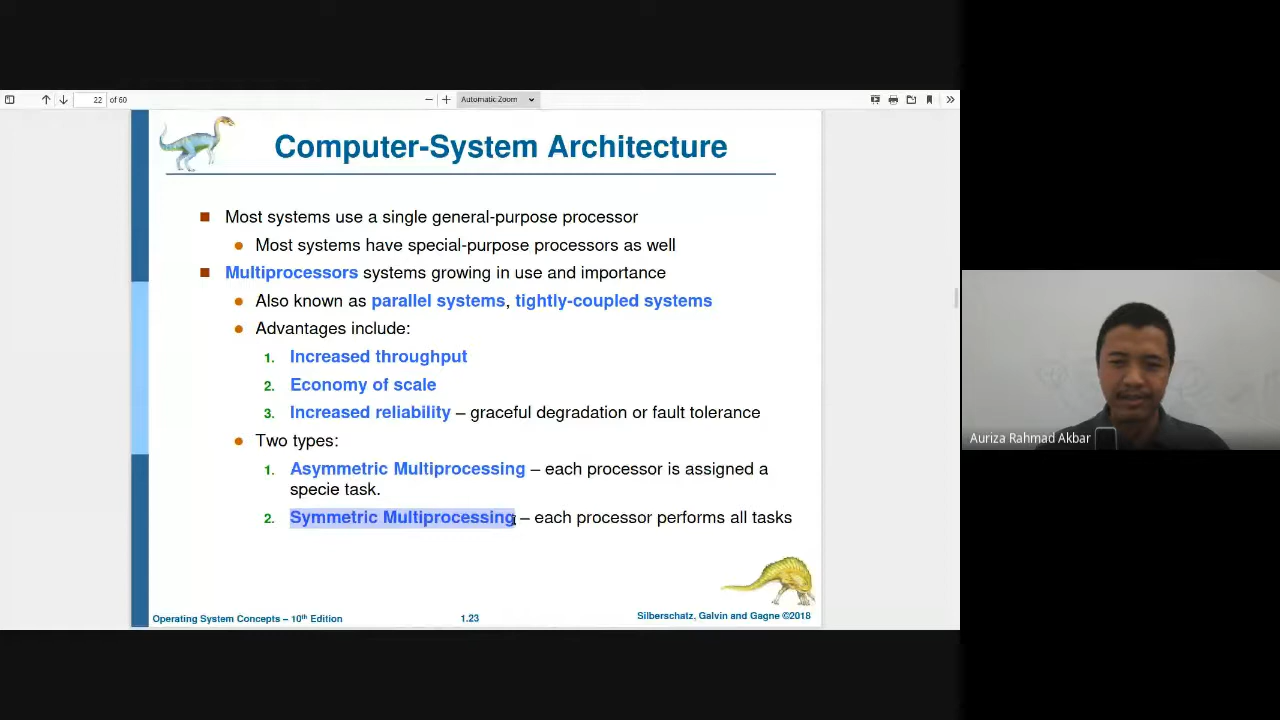 22 of 60
Automatic Zoom
Computer-System Architecture
Most systems use a single general-purpose processor
Most systems have special-purpose processors as well
Multiprocessors systems growing in use and importance
Also known as parallel systems, tightly-coupled systems
Advantages include:
1. Increased throughput
2. Economy of scale
3. Increased reliability – graceful degradation or fault tolerance
Two types:
1. Asymmetric Multiprocessing – each processor is assigned a
specie task.
2. Symmetric Multiprocessing – each processor performs all tasks
Operating System Concepts – 10th Edition
1.23
Silberschatz, Galvin and Gagne ©2018
Auriza Rahmad Akbar